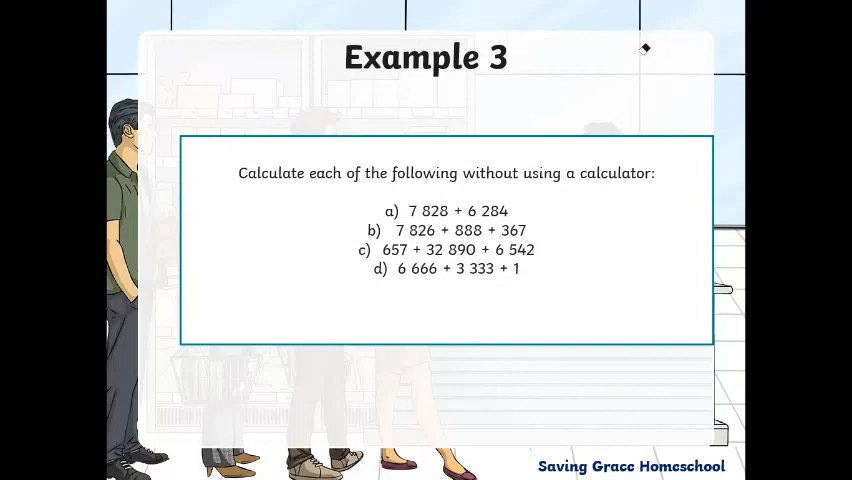 Example 3
Calculate each of the following without using a calculator:
a) 7 828 + 6 284
b) 7 826 + 888 + 367
c) 657 + 32 890 + 6 542
d) 6 666 + 3 333 + 1
Saving Grace Homeschool